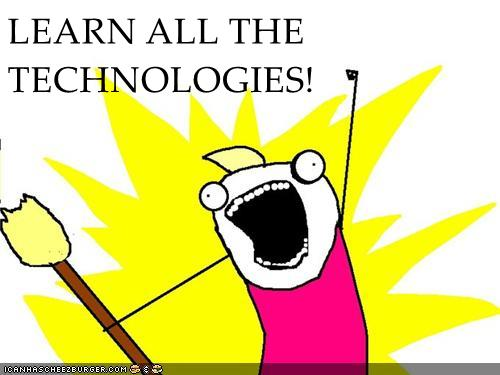 LEARN ALL THE
TECHNOLOGIES!
ICANHASCHEEZBURGER.COM